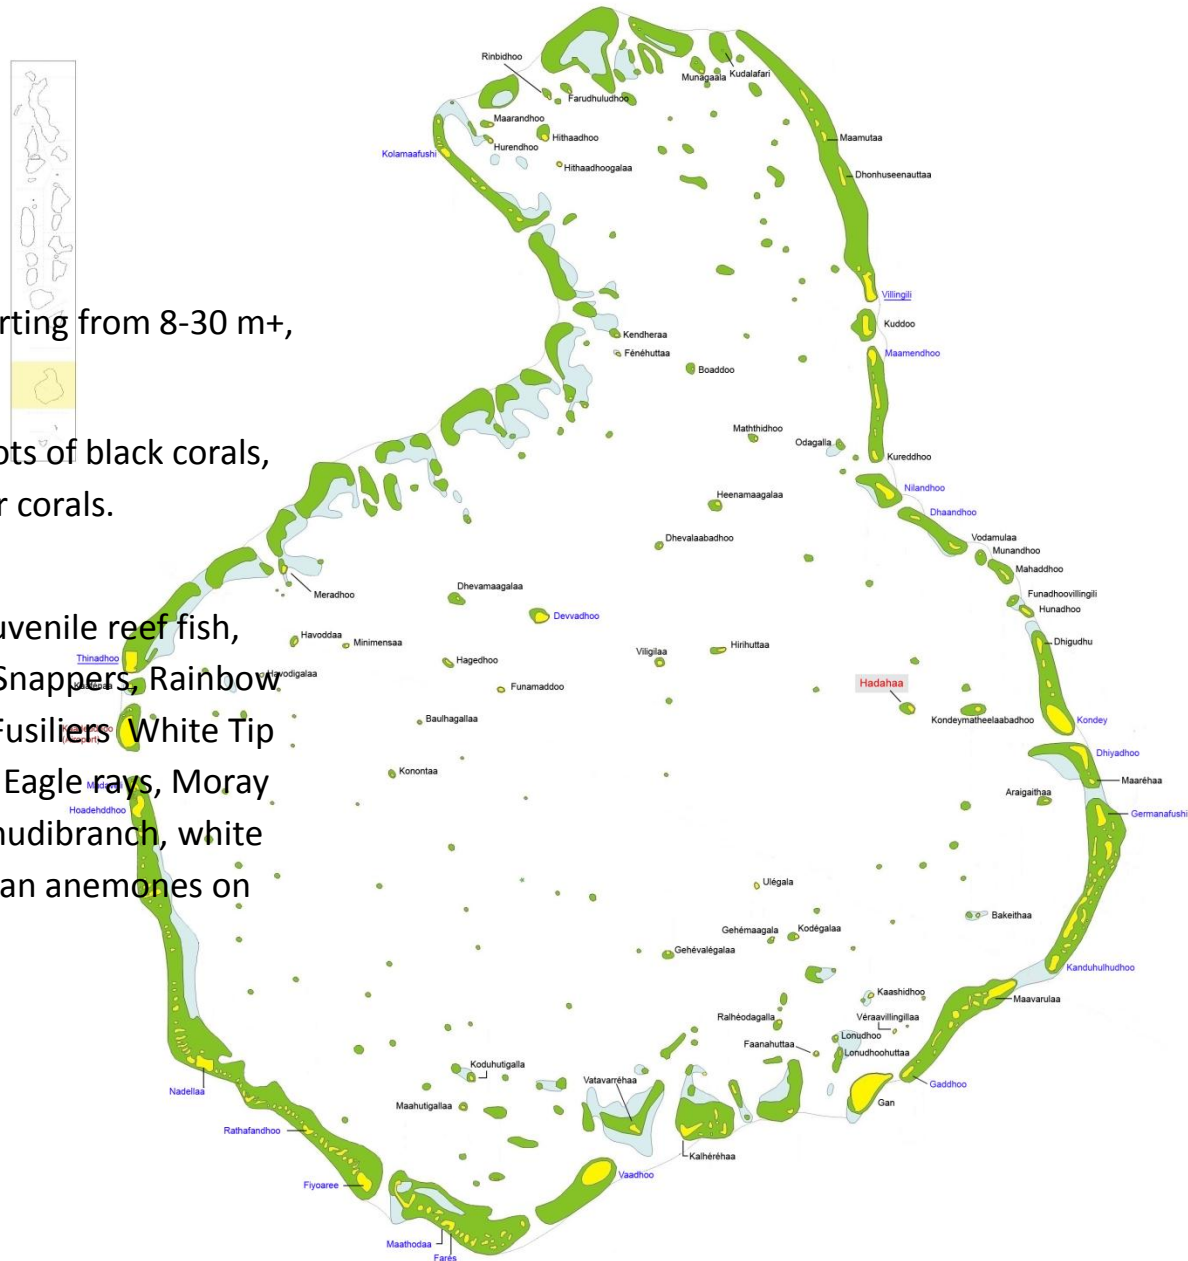 Rinbidhoo
Munagaala
Kudalafari
Farudhuludhoo
Maarandhoo
Hithaadhoo
Maamutaa
Hurendhoo
Kolamaafushi
Hithaadhoogalaa
Dhonhuseenauttaa
Villingili
rting from 8-30 m+,
Kuddoo
Kendheraa
Fénéhuttaa
Maamendhoo
Boaddoo
Maththidhoo
Odagalla
ots of black corals,
Kureddhoo
Nilandhoo
r corals.
Heenamaagalaa
Dhaandhoo
Vodamulaa
Dhevalaabadhoo
Munandhoo
Mahaddhoo
Dhevamaagalaa
Meradhoo
Funadhoovillingili
Hunadhoo
Devvadhoo
uvenile reef fish,
Havoddaa
Minimensaa
Dhigudhu
Thinadhoo
Viligilaa
Hirihuttaa
Hagedhoo
Snappers, Rainbow
Havodigalaa
Hadahaa
Funamaddoo
Kondeymatheelaabadhoo
Kondey
Baulhagallaa
Fusiliers White Tip
(Airoport)
Dhiyadhoo
Konontaa
Eagle rays, Moray
Maaréhaa
Araigaithaa
Hoadehddhoo
Germanafushi
nudibranch, white
an anemones on
Ulégala
Bakeithaa
Gehémaagala
Kodégalaa
Gehévalégalaa
Kanduhulhudhoo
Kaashidhoo
Maavarulaa
Ralhéodagalla
Véraavillingillaa
Lonudhoo
Faanahuttaa
Lonudhoohuttaa
Koduhutigalla
Vatavarréhaa
Gaddhoo
Nadellaa
Gan
Maahutigallaa
Rathafandhoo
Kalhéréhaa
Vaadhoo
Fiyoaree
Maathodaa
Farés